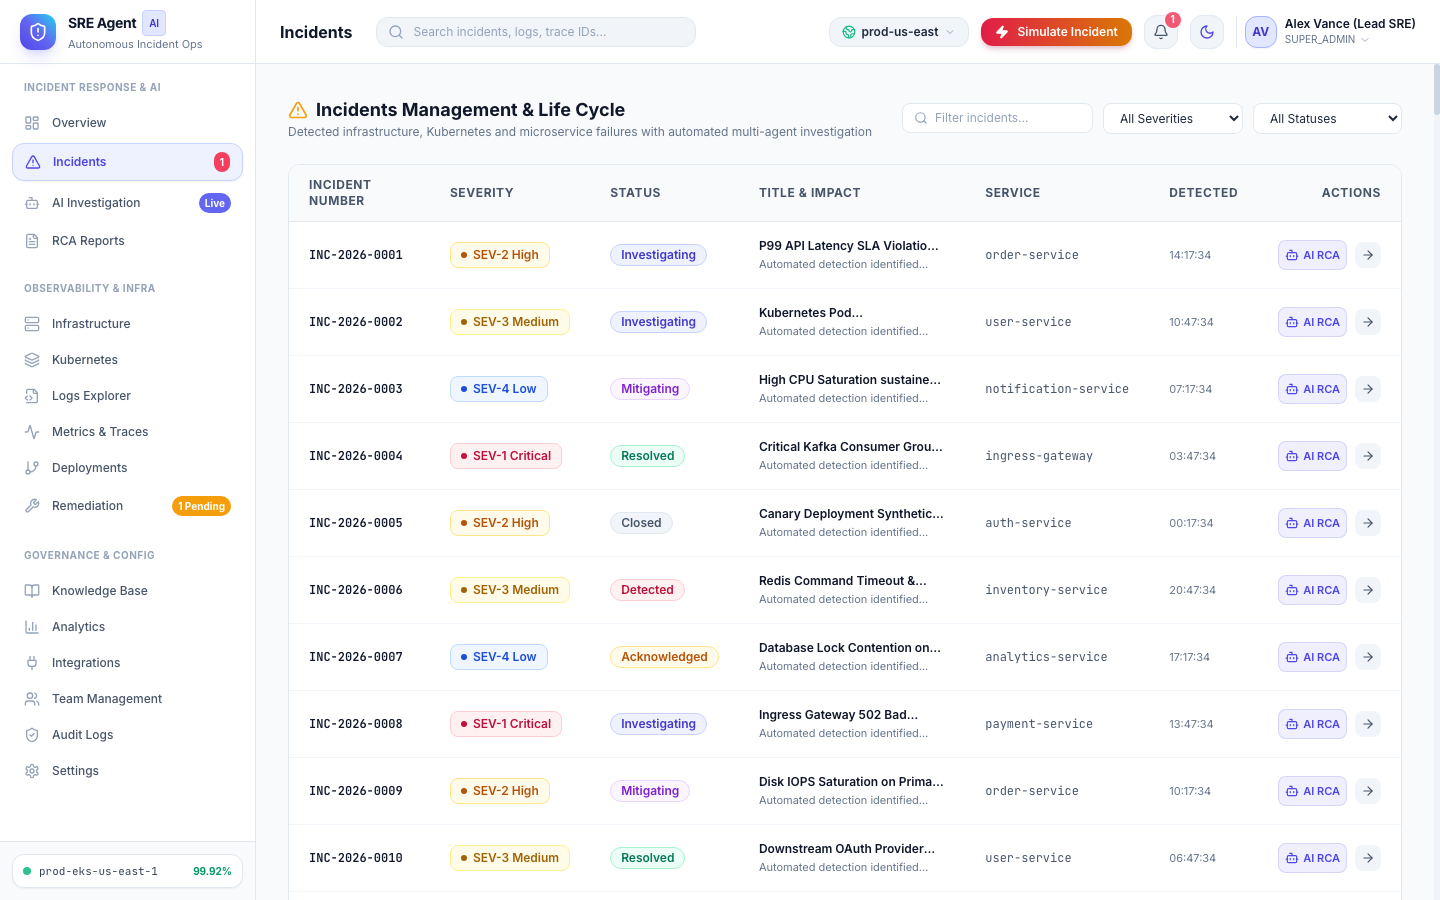 SRE Agent AI
Autonomous Incident Ops
INCIDENT RESPONSE & AI
Overview
Incidents 1
AI Investigation Live
RCA Reports
OBSERVABILITY & INFRA
Infrastructure
Kubernetes
Logs Explorer
Metrics & Traces
Deployments
Remediation 1 Pending
GOVERNANCE & CONFIG
Knowledge Base
Analytics
Integrations
Team Management
Audit Logs
Settings
prod-eks-us-east-1 99.92%
Incidents
Search incidents, logs, trace IDs...
prod-us-east
Simulate Incident
1
AV
Alex Vance (Lead SRE)
SUPER_ADMIN
Incidents Management & Life Cycle
Detected infrastructure, Kubernetes and microservice failures with automated multi-agent investigation
Filter incidents...
All Severities
All Statuses
INCIDENT NUMBER SEVERITY STATUS TITLE & IMPACT SERVICE DETECTED ACTIONS
INC-2026-0001 SEV-2 High Investigating P99 API Latency SLA Violatio... order-service 14:17:34 AI RCA
Automated detection identified...
INC-2026-0002 SEV-3 Medium Investigating Kubernetes Pod... user-service 10:47:34 AI RCA
Automated detection identified...
INC-2026-0003 SEV-4 Low Mitigating High CPU Saturation sustaine... notification-service 07:17:34 AI RCA
Automated detection identified...
INC-2026-0004 SEV-1 Critical Resolved Critical Kafka Consumer Grou... ingress-gateway 03:47:34 AI RCA
Automated detection identified...
INC-2026-0005 SEV-2 High Closed Canary Deployment Synthetic... auth-service 00:17:34 AI RCA
Automated detection identified...
INC-2026-0006 SEV-3 Medium Detected Redis Command Timeout &... inventory-service 20:47:34 AI RCA
Automated detection identified...
INC-2026-0007 SEV-4 Low Acknowledged Database Lock Contention on... analytics-service 17:17:34 AI RCA
Automated detection identified...
INC-2026-0008 SEV-1 Critical Investigating Ingress Gateway 502 Bad... payment-service 13:47:34 AI RCA
Automated detection identified...
INC-2026-0009 SEV-2 High Mitigating Disk IOPS Saturation on Prima... order-service 10:17:34 AI RCA
Automated detection identified...
INC-2026-0010 SEV-3 Medium Resolved Downstream OAuth Provider... user-service 06:47:34 AI RCA
Automated detection identified...